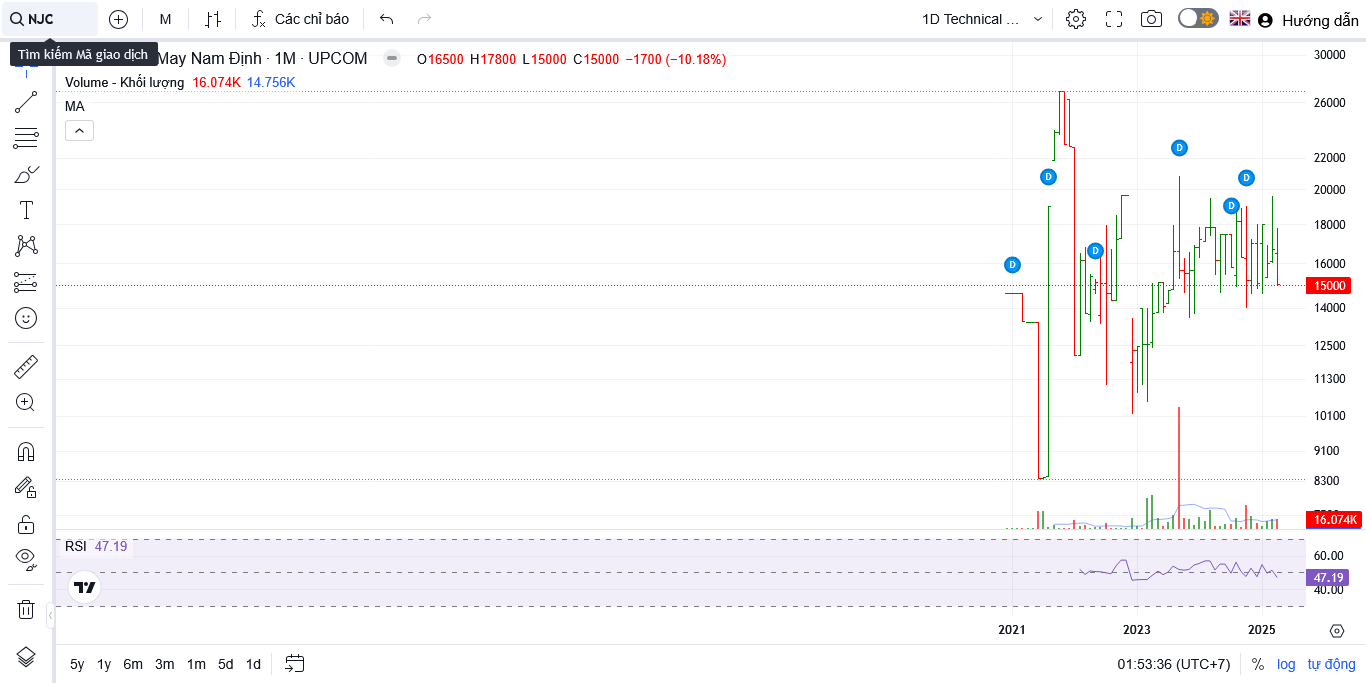 NJC
M
Các chỉ báo
1D Technical ...
Hướng dẫn
Tìm kiếm Mã giao dịch
May Nam Định · 1M · UPCOM
O16500 H17800 L15000 C15000 −1700 (−10.18%)
Volume - Khối lượng 16.074K 14.756K
MA
30000
26000
22000
20000
18000
16000
15000
14000
12500
11300
10100
9100
8300
16.074K
D
D
D
D
D
D
D
RSI 47.19
60.00
47.19
40.00
2021
2023
2025
5y 1y 6m 3m 1m 5d 1d
01:53:36 (UTC+7)
%
log
tự động